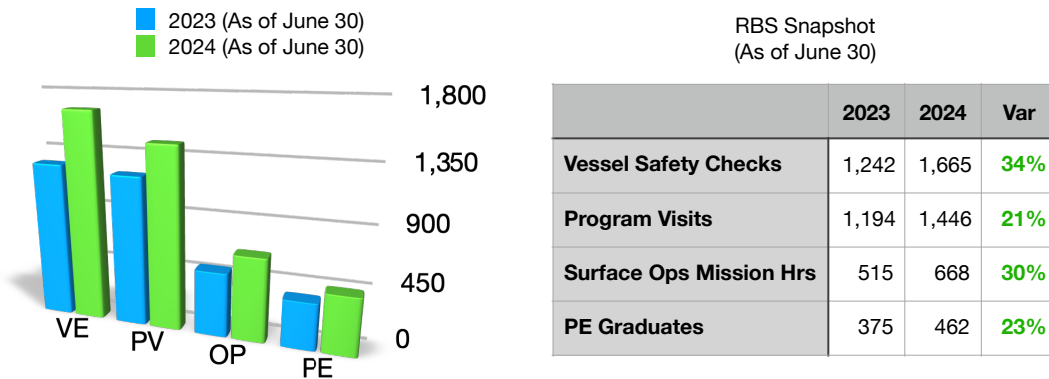 2023 (As of June 30)
2024 (As of June 30)
1,800
1,350
900
450
0
VE
PV
OP
PE
RBS Snapshot
(As of June 30)
2023 2024 Var
Vessel Safety Checks 1,242 1,665 34%
Program Visits 1,194 1,446 21%
Surface Ops Mission Hrs 515 668 30%
PE Graduates 375 462 23%